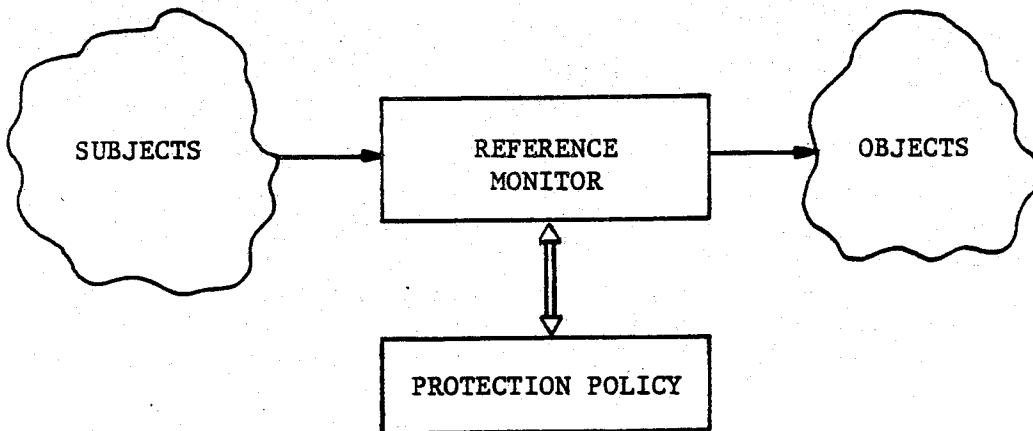 SUBJECTS
REFERENCE
MONITOR
OBJECTS
PROTECTION POLICY